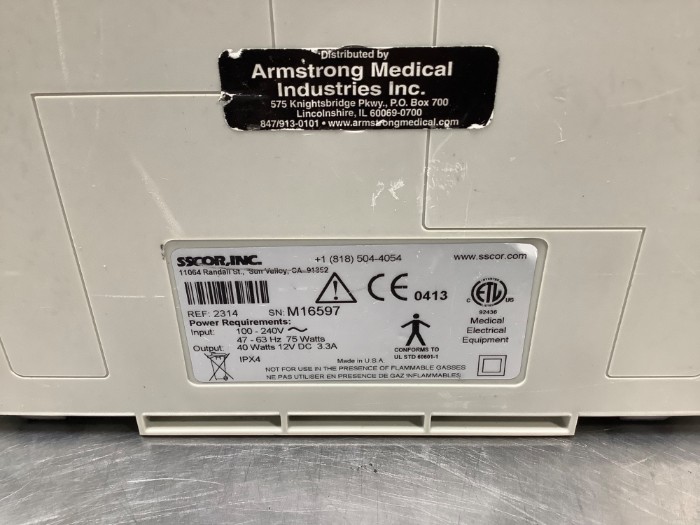 Distributed by
Armstrong Medical
Industries Inc.
575 Knightsbridge Pkwy., P.O. Box 700
Lincolnshire, IL 60069-0700
847/913-0101 • www.armstrongmedical.com
SSCOR, INC. +1 (818) 504-4054 www.sscor.com
11064 Randall St., Sun Valley, CA 91352
CE 0413
C ETL US
REF: 2314 SN: M16597
92436
Power Requirements:
Medical
Electrical
Equipment
Input: 100 - 240V ~
47 - 63 Hz 75 Watts
Output: 40 Watts 12V DC 3.3A
CONFORMS TO
UL STD 60601-1
IPX4
Made in U.S.A.
NOT FOR USE IN THE PRESENCE OF FLAMMABLE GASSES
NE PAS UTILISER EN PRESENCE DE GAZ INFLAMMABLES